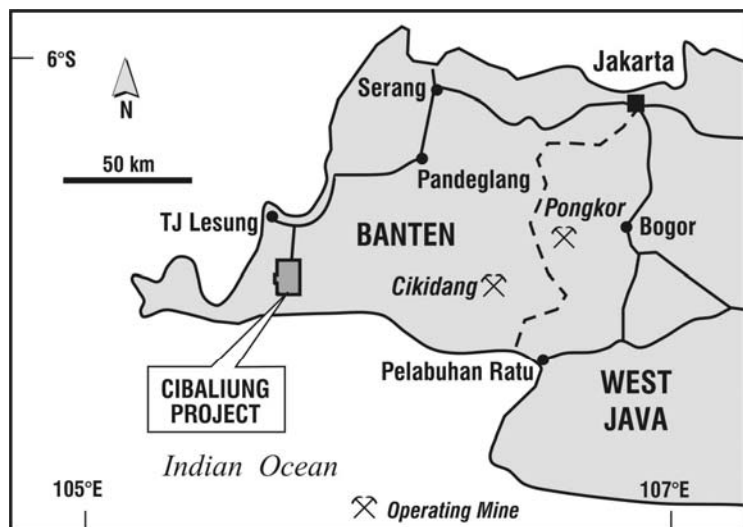 6°S
Jakarta
Serang
N
50 km
Pandeglang
TJ Lesung
Pongkor
BANTEN
Bogor
Cikidang
Pelabuhan Ratu
CIBALIUNG
PROJECT
WEST
JAVA
Indian Ocean
105°E
107°E
Operating Mine